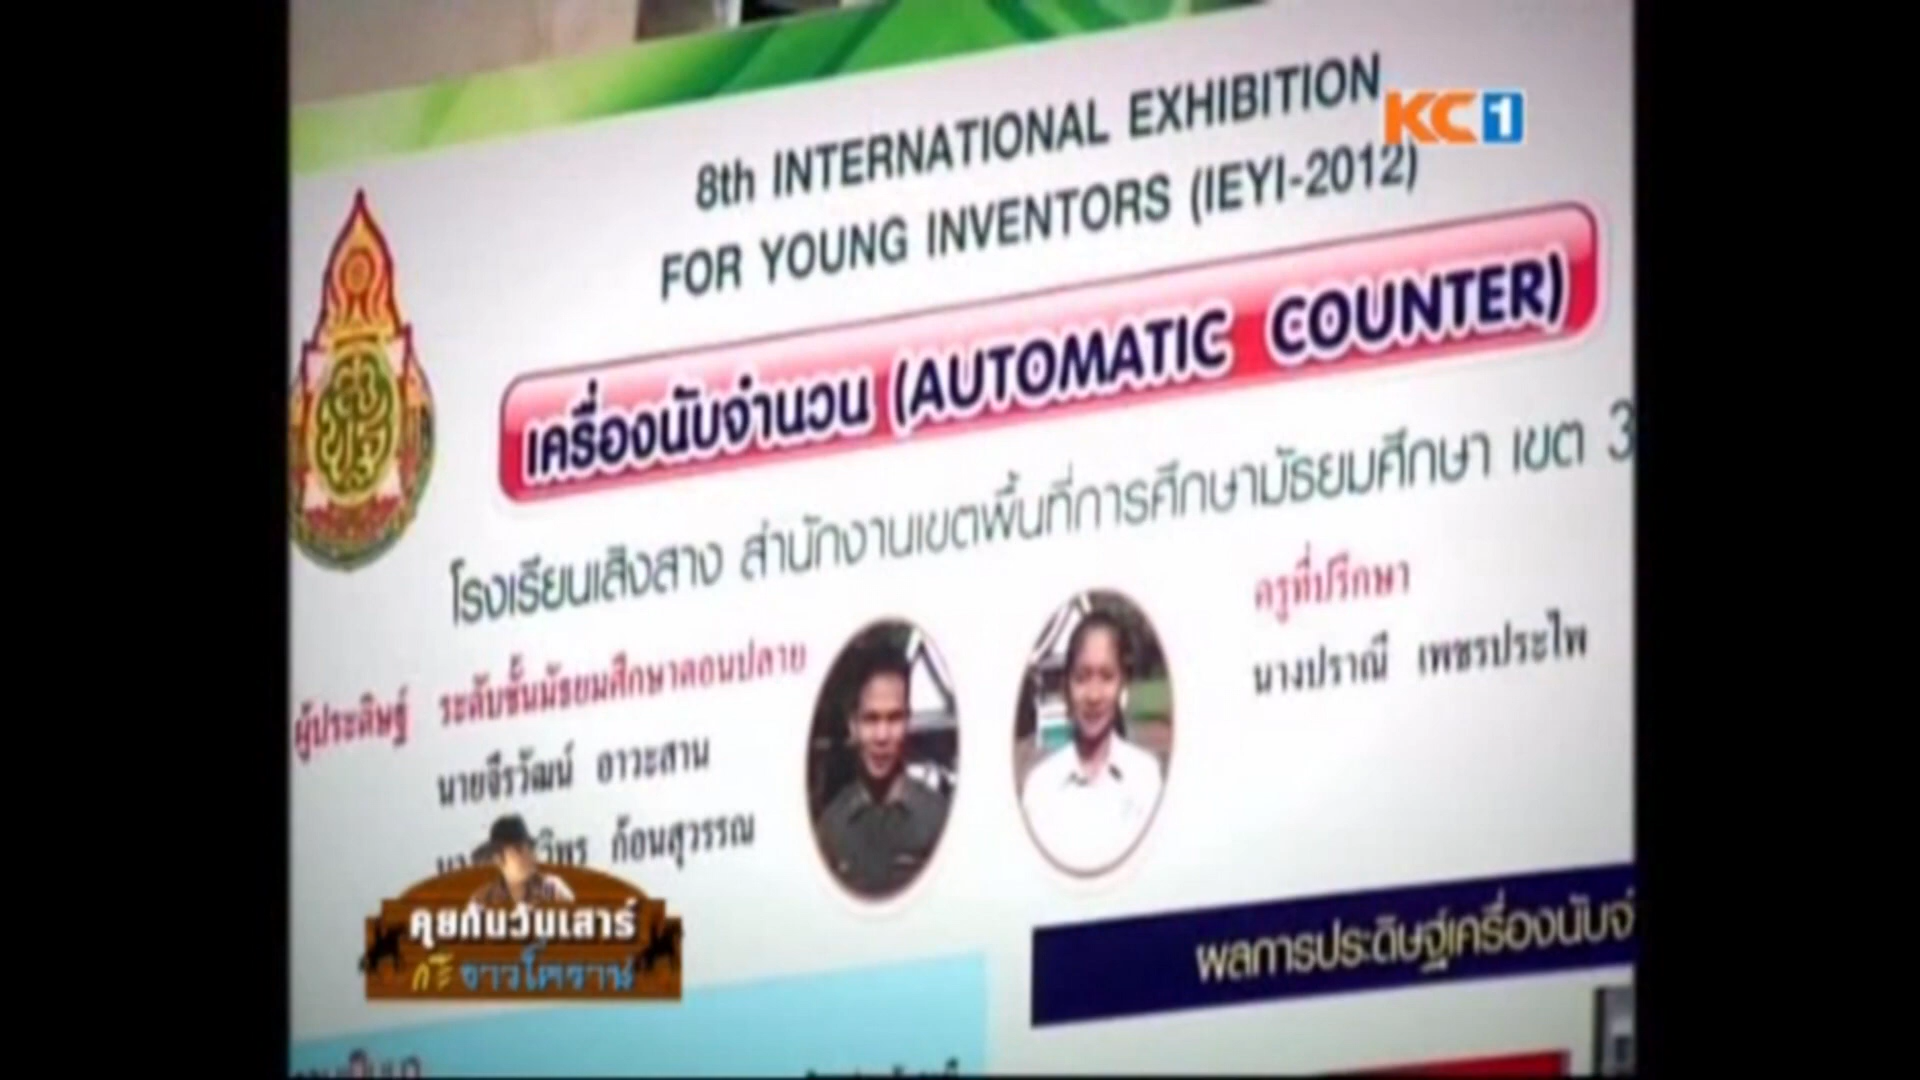 8th INTERNATIONAL EXHIBITION
KC1
FOR YOUNG INVENTORS (IEYI-2012)
เครื่องนับจำนวน (AUTOMATIC COUNTER)
โรงเรียนเสิงสาง สำนักงานเขตพื้นที่การศึกษามัธยมศึกษา เขต 3
ครูที่ปรึกษา
นางปราณี เพชรประไพ
ผู้ประดิษฐ์ ระดับชั้นมัธยมศึกษาตอนปลาย
นายจีรวัฒน์ อาวะสาน
ก้อนสุวรรณ
คุยกันวันเสาร์
ผลการประดิษฐ์เครื่องนับจำ